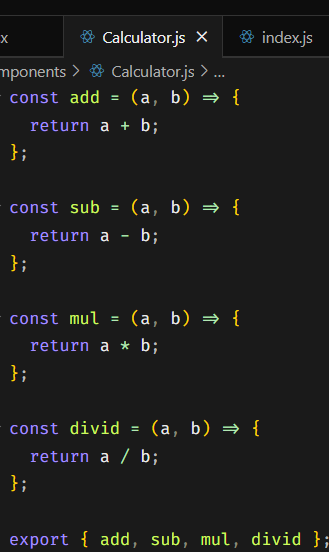 x
Calculator.js ×
index.js
mponents > Calculator.js > ...
const add = (a, b) => {
  return a + b;
};

const sub = (a, b) => {
  return a - b;
};

const mul = (a, b) => {
  return a * b;
};

const divid = (a, b) => {
  return a / b;
};

export { add, sub, mul, divid };